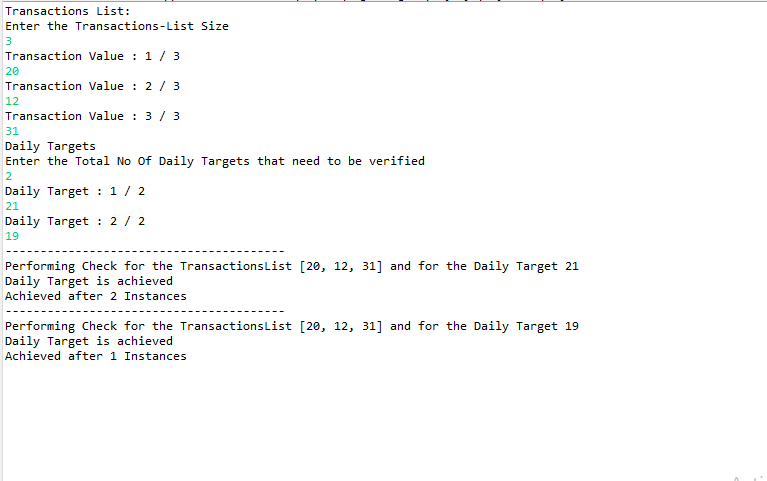 Transactions List:
Enter the Transactions-List Size
3
Transaction Value : 1 / 3
20
Transaction Value : 2 / 3
12
Transaction Value : 3 / 3
31
Daily Targets
Enter the Total No Of Daily Targets that need to be verified
2
Daily Target : 1 / 2
21
Daily Target : 2 / 2
19
----------------------------------------
Performing Check for the TransactionsList [20, 12, 31] and for the Daily Target 21
Daily Target is achieved
Achieved after 2 Instances
----------------------------------------
Performing Check for the TransactionsList [20, 12, 31] and for the Daily Target 19
Daily Target is achieved
Achieved after 1 Instances